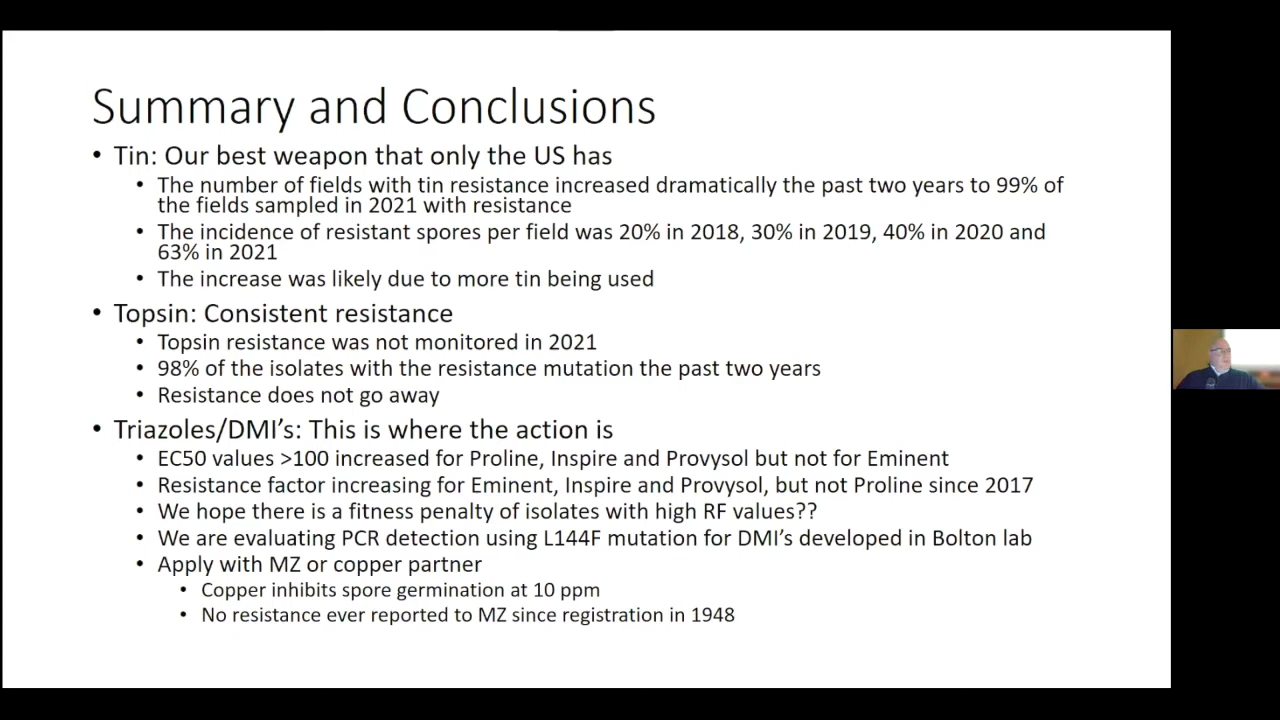 Summary and Conclusions
• Tin: Our best weapon that only the US has
• The number of fields with tin resistance increased dramatically the past two years to 99% of
the fields sampled in 2021 with resistance
• The incidence of resistant spores per field was 20% in 2018, 30% in 2019, 40% in 2020 and
63% in 2021
• The increase was likely due to more tin being used
• Topsin: Consistent resistance
• Topsin resistance was not monitored in 2021
• 98% of the isolates with the resistance mutation the past two years
• Resistance does not go away
• Triazoles/DMI’s: This is where the action is
• EC50 values >100 increased for Proline, Inspire and Provysol but not for Eminent
• Resistance factor increasing for Eminent, Inspire and Provysol, but not Proline since 2017
• We hope there is a fitness penalty of isolates with high RF values??
• We are evaluating PCR detection using L144F mutation for DMI’s developed in Bolton lab
• Apply with MZ or copper partner
• Copper inhibits spore germination at 10 ppm
• No resistance ever reported to MZ since registration in 1948